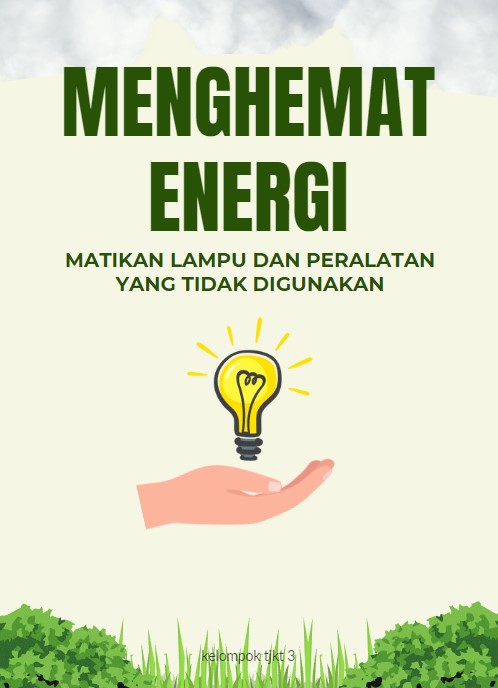 MENGHEMAT
ENERGI
MATIKAN LAMPU DAN PERALATAN
YANG TIDAK DIGUNAKAN
kelompok tjkt 3